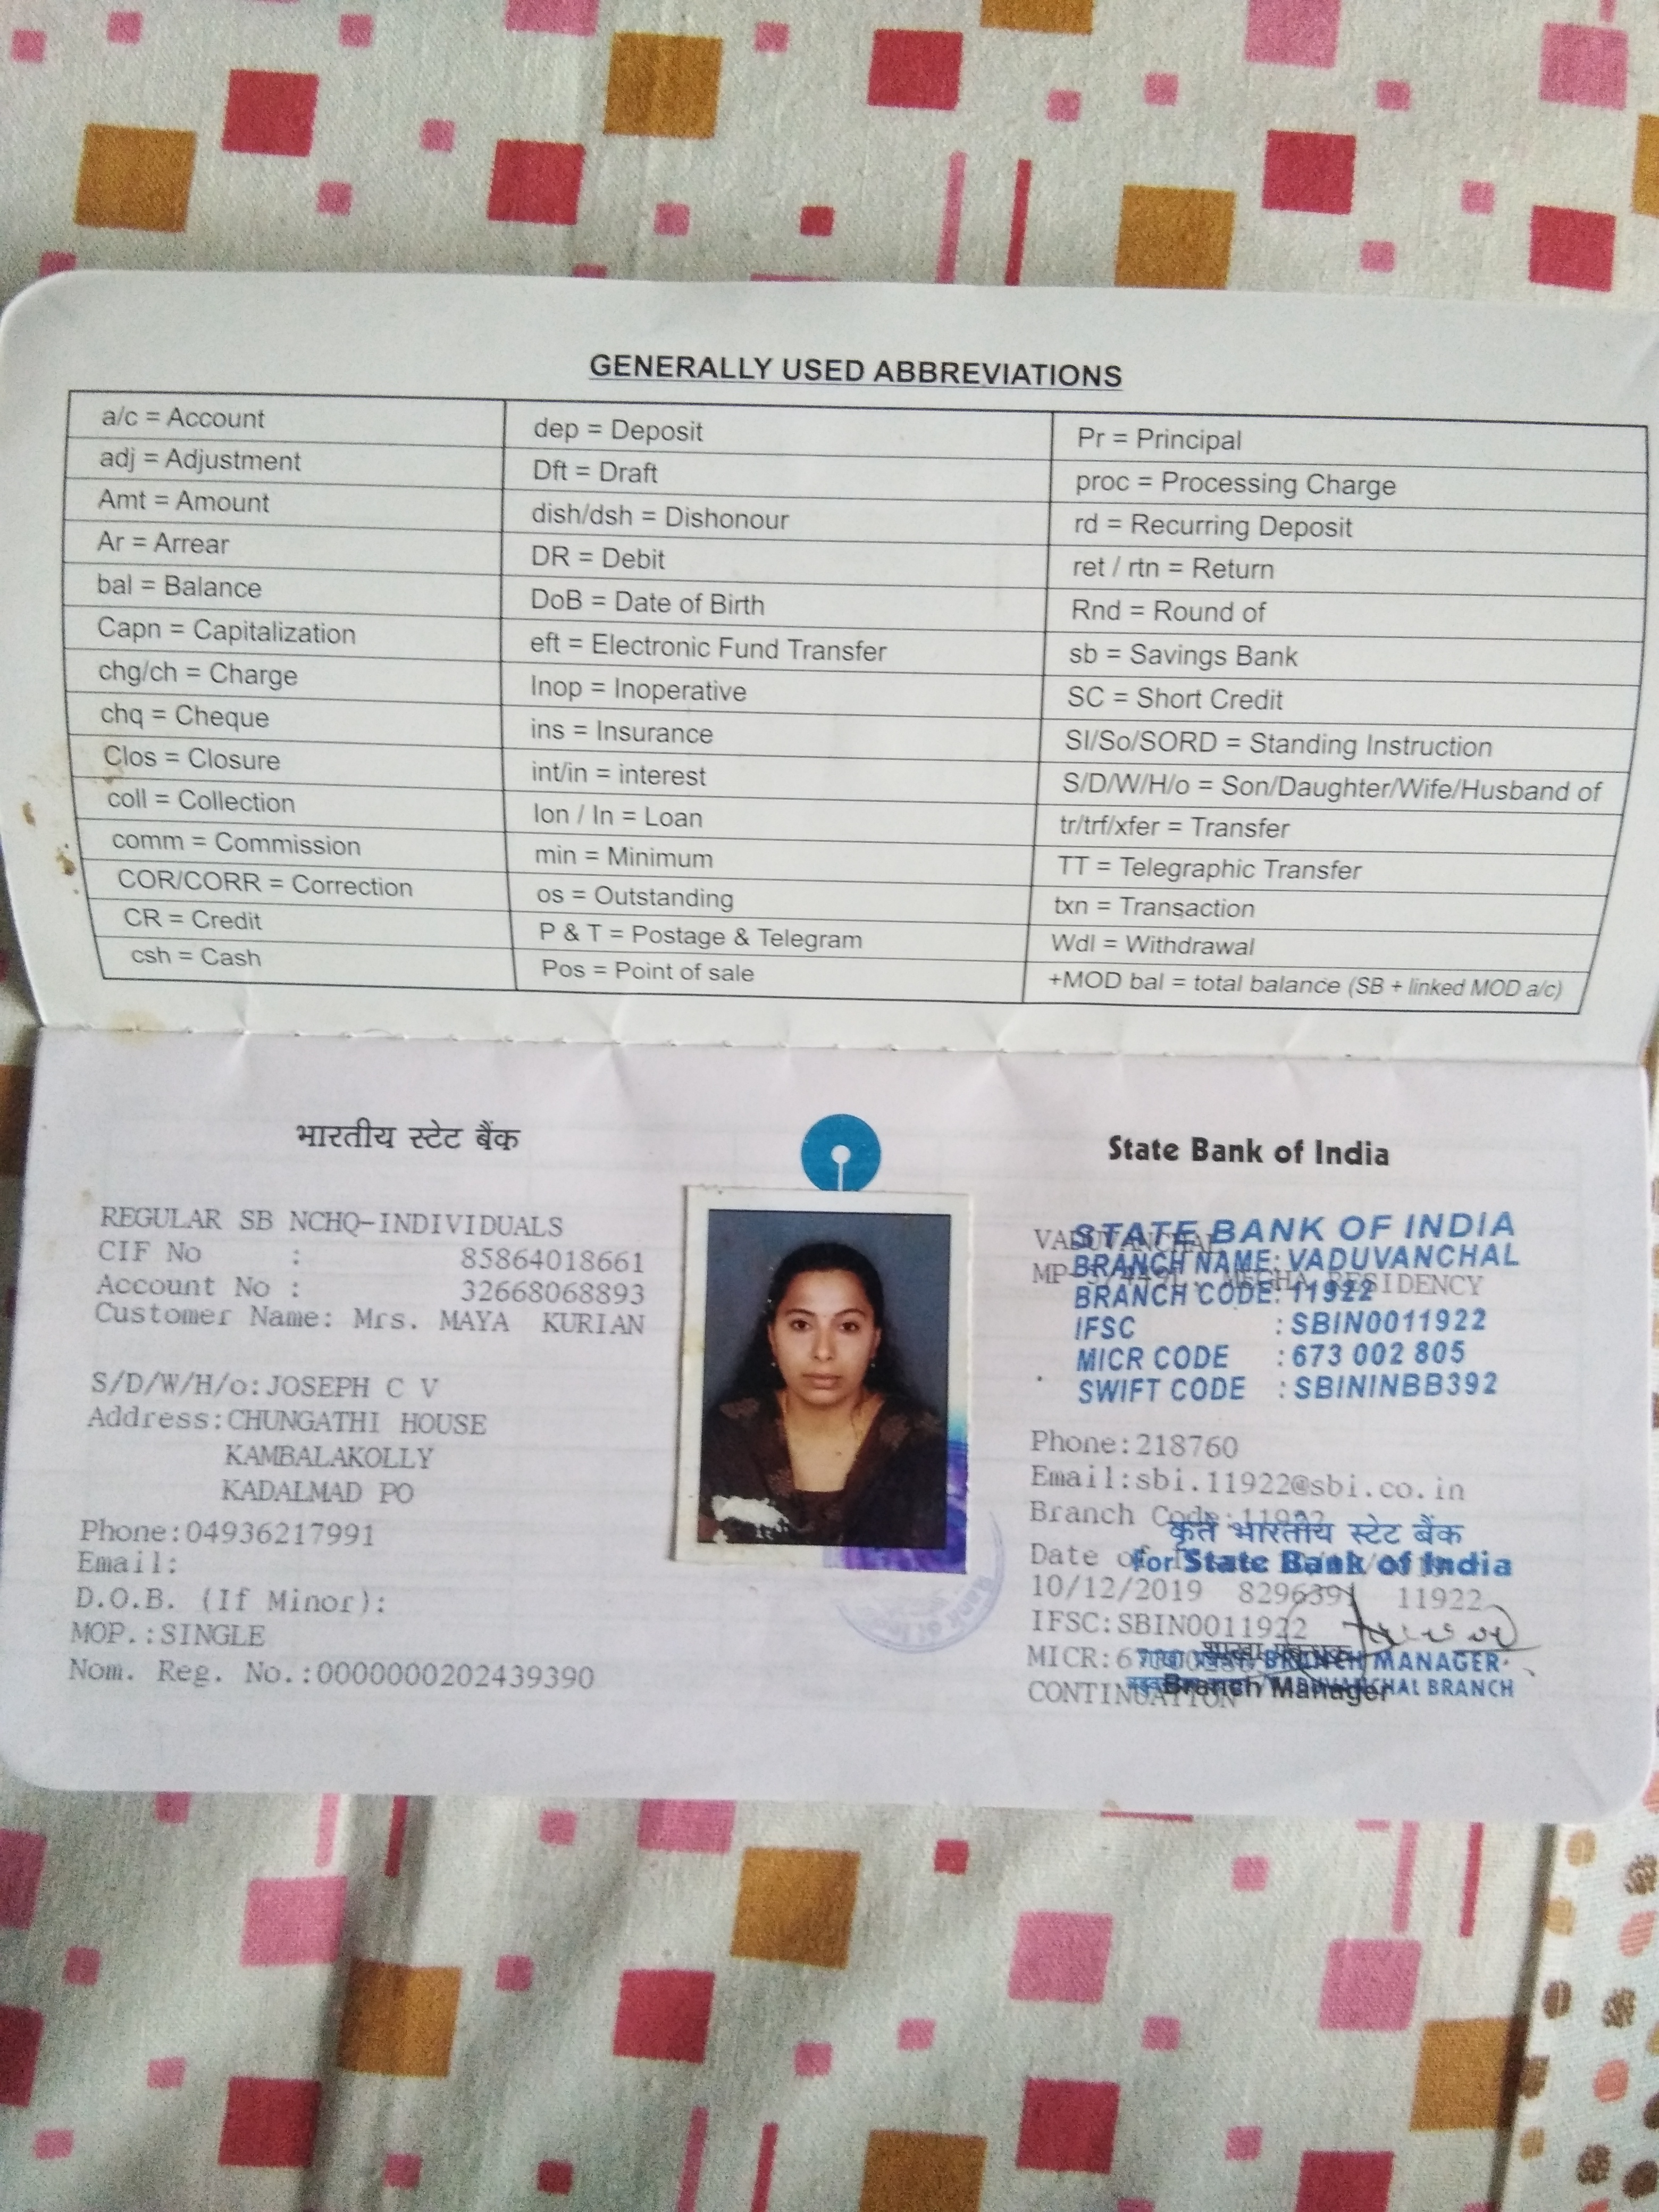 GENERALLY USED ABBREVIATIONS
a/c = Account
adj = Adjustment
Amt = Amount
Ar = Arrear
bal = Balance
Capn = Capitalization
chg/ch = Charge
chq = Cheque
Clos = Closure
coll = Collection
comm = Commission
COR/CORR = Correction
CR = Credit
csh = Cash
dep = Deposit
Dft = Draft
dish/dsh = Dishonour
DR = Debit
DoB = Date of Birth
eft = Electronic Fund Transfer
Inop = Inoperative
ins = Insurance
int/in = interest
lon / ln = Loan
min = Minimum
os = Outstanding
P & T = Postage & Telegram
Pos = Point of sale
Pr = Principal
proc = Processing Charge
rd = Recurring Deposit
ret / rtn = Return
Rnd = Round of
sb = Savings Bank
SC = Short Credit
SI/So/SORD = Standing Instruction
S/D/W/H/o = Son/Daughter/Wife/Husband of
tr/trf/xfer = Transfer
TT = Telegraphic Transfer
txn = Transaction
Wdl = Withdrawal
+MOD bal = total balance (SB + linked MOD a/c)
भारतीय स्टेट बैंक
REGULAR SB NCHQ-INDIVIDUALS
CIF No : 85864018661
Account No : 32668068893
Customer Name: Mrs. MAYA KURIAN
S/D/W/H/o:JOSEPH C V
Address:CHUNGATHI HOUSE
KAMBALAKOLLY
KADALMAD PO
Phone:04936217991
Email:
D.O.B. (If Minor):
MOP.:SINGLE
Nom. Reg. No.:0000000202439390
State Bank of India
VADUVANCHAL
MEGHA RESIDENCY
STATE BANK OF INDIA
BRANCH NAME: VADUVANCHAL
BRANCH CODE: 11922
IFSC : SBIN0011922
MICR CODE : 673 002 805
SWIFT CODE : SBININBB392
Phone:218760
Email:sbi.11922@sbi.co.in
Branch Code:11922
कृते भारतीय स्टेट बैंक
Date of
For State Bank of India
10/12/2019 8296391 11922
IFSC:SBIN0011922
शाखा प्रबन्धक
MICR:
BRANCH MANAGER
CONTINUATION
Branch Manager
VADUVANCHAL BRANCH